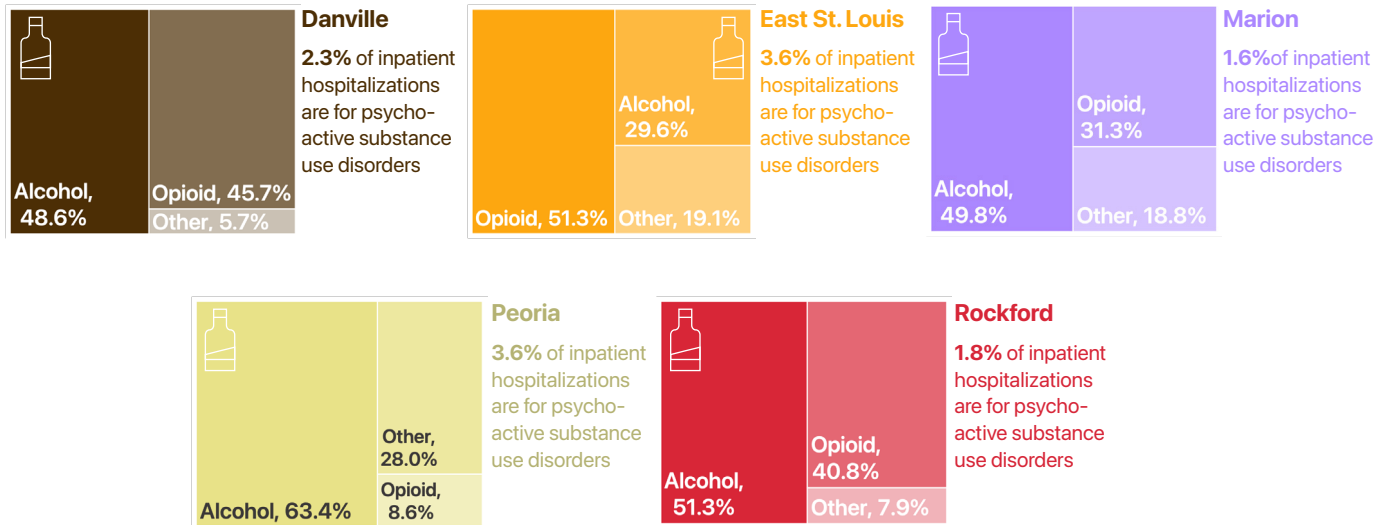 Danville
2.3% of inpatient
hospitalizations
are for psycho-
active substance
use disorders
Alcohol,
48.6%
Opioid, 45.7%
Other, 5.7%
East St. Louis
3.6% of inpatient
hospitalizations
are for psycho-
active substance
use disorders
Opioid, 51.3%
Alcohol,
29.6%
Other, 19.1%
Marion
1.6%of inpatient
hospitalizations
are for psycho-
active substance
use disorders
Alcohol,
49.8%
Opioid,
31.3%
Other, 18.8%
Peoria
3.6% of inpatient
hospitalizations
are for psycho-
active substance
use disorders
Alcohol, 63.4%
Other,
28.0%
Opioid,
8.6%
Rockford
1.8% of inpatient
hospitalizations
are for psycho-
active substance
use disorders
Alcohol,
51.3%
Opioid,
40.8%
Other, 7.9%